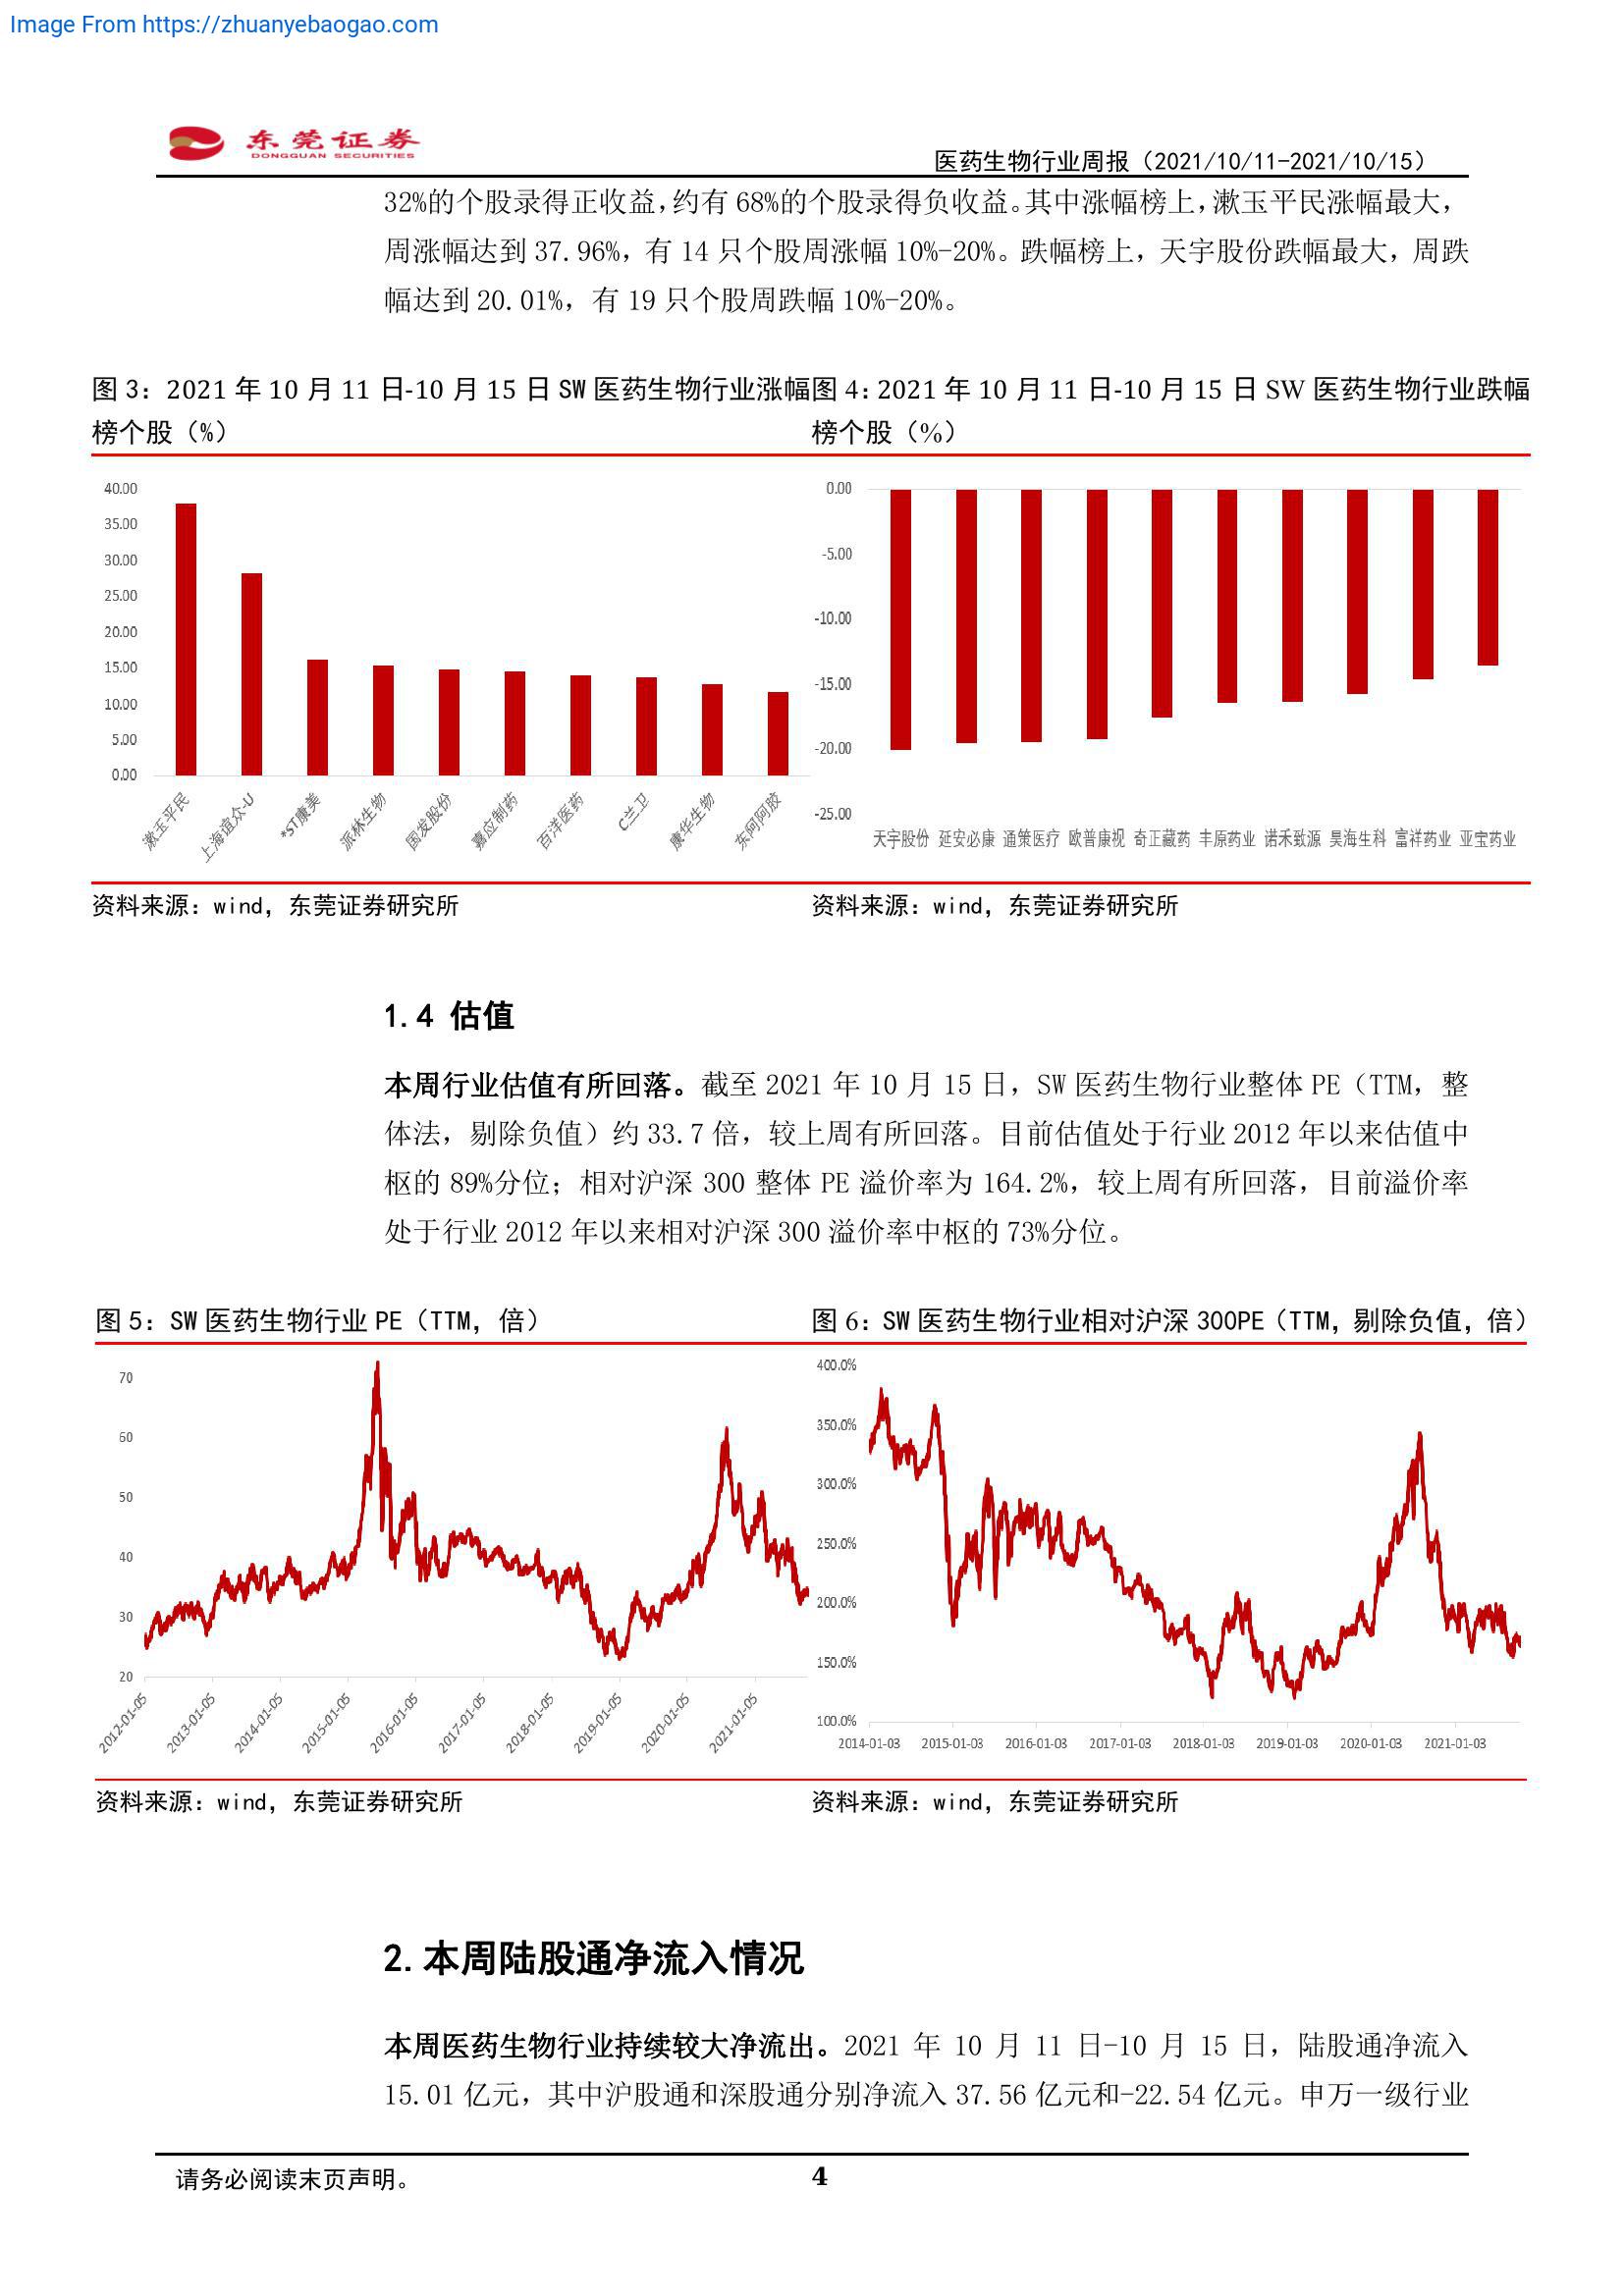 Image From https://zhuanyebaogao.com
东莞证券
DONGGUAN SECURITIES
医药生物行业周报（2021/10/11-2021/10/15）
32%的个股录得正收益，约有 68%的个股录得负收益。其中涨幅榜上，漱玉平民涨幅最大，
周涨幅达到 37.96%，有 14 只个股周涨幅 10%-20%。跌幅榜上，天宇股份跌幅最大，周跌
幅达到 20.01%，有 19 只个股周跌幅 10%-20%。
图 3：2021 年 10 月 11 日-10 月 15 日 SW 医药生物行业涨幅
榜个股（%）
40.00
35.00
30.00
25.00
20.00
15.00
10.00
5.00
0.00
漱玉平民 上海谊众-U *ST康美 派林生物 国发股份 嘉应制药 百洋医药 C兰卫 康华生物 东阿阿胶
资料来源：wind，东莞证券研究所
图 4：2021 年 10 月 11 日-10 月 15 日 SW 医药生物行业跌幅
榜个股（%）
0.00
-5.00
-10.00
-15.00
-20.00
-25.00
天宇股份 延安必康 通策医疗 欧普康视 奇正藏药 丰原药业 诺禾致源 昊海生科 富祥药业 亚宝药业
资料来源：wind，东莞证券研究所
1.4 估值
本周行业估值有所回落。截至 2021 年 10 月 15 日，SW 医药生物行业整体 PE（TTM，整
体法，剔除负值）约 33.7 倍，较上周有所回落。目前估值处于行业 2012 年以来估值中
枢的 89%分位；相对沪深 300 整体 PE 溢价率为 164.2%，较上周有所回落，目前溢价率
处于行业 2012 年以来相对沪深 300 溢价率中枢的 73%分位。
图 5：SW 医药生物行业 PE（TTM，倍）
70
60
50
40
30
20
2012-01-05 2013-01-05 2014-01-05 2015-01-05 2016-01-05 2017-01-05 2018-01-05 2019-01-05 2020-01-05 2021-01-05
资料来源：wind，东莞证券研究所
图 6：SW 医药生物行业相对沪深 300PE（TTM，剔除负值，倍）
400.0%
350.0%
300.0%
250.0%
200.0%
150.0%
100.0%
2014-01-03 2015-01-03 2016-01-03 2017-01-03 2018-01-03 2019-01-03 2020-01-03 2021-01-03
资料来源：wind，东莞证券研究所
2.本周陆股通净流入情况
本周医药生物行业持续较大净流出。2021 年 10 月 11 日-10 月 15 日，陆股通净流入
15.01 亿元，其中沪股通和深股通分别净流入 37.56 亿元和-22.54 亿元。申万一级行业
请务必阅读末页声明。
4